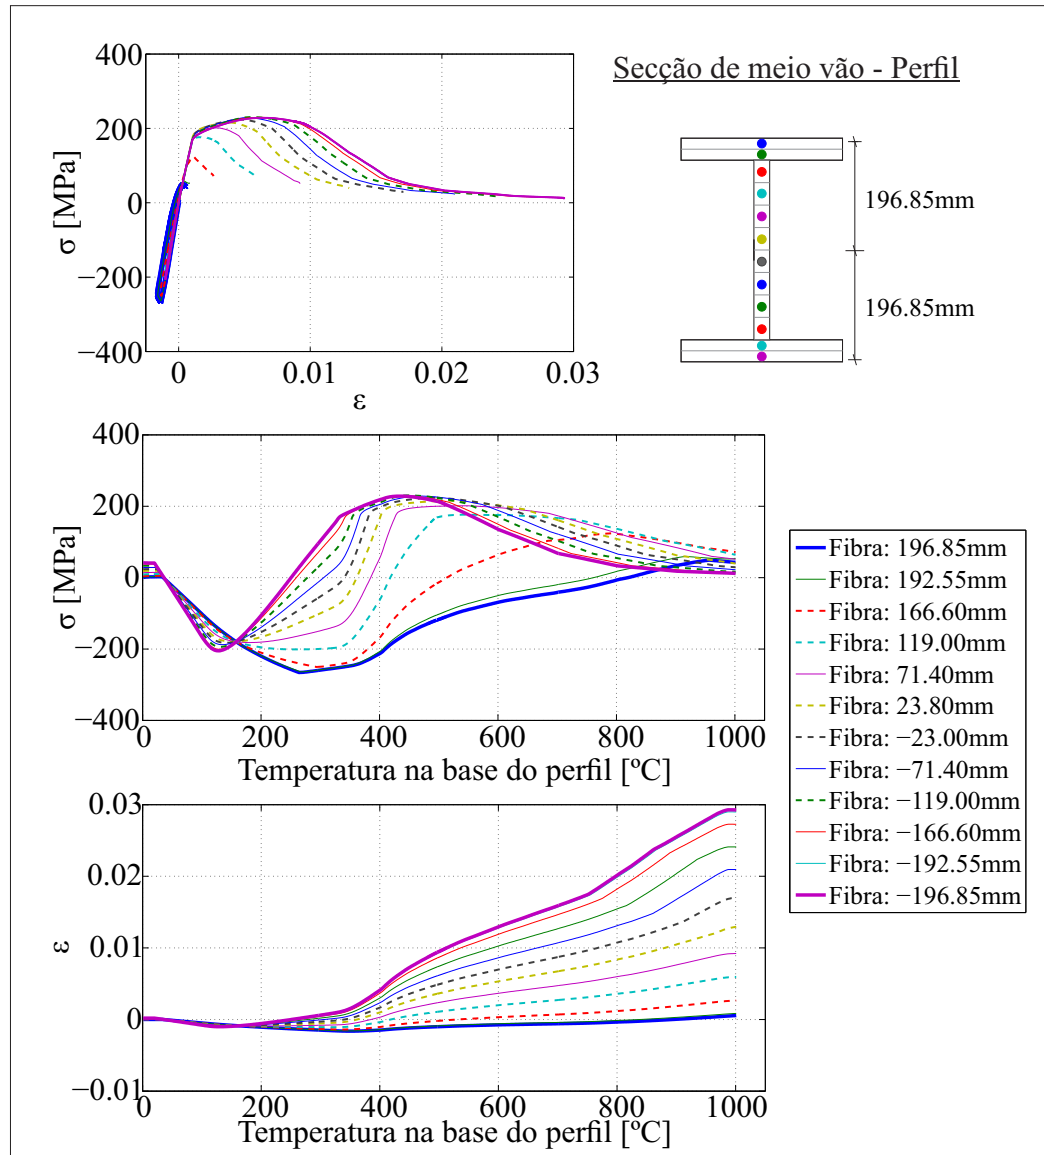 400
200
0
−200
−400
σ [MPa]
0
0.01
0.02
0.03
ε
Secção de meio vão - Perfil
196.85mm
196.85mm
400
200
0
−200
−400
σ [MPa]
0
200
400
600
800
1000
Temperatura na base do perfil [ºC]
0.03
0.02
0.01
0
−0.01
ε
0
200
400
600
800
1000
Temperatura na base do perfil [ºC]
Fibra: 196.85mm
Fibra: 192.55mm
Fibra: 166.60mm
Fibra: 119.00mm
Fibra: 71.40mm
Fibra: 23.80mm
Fibra: −23.00mm
Fibra: −71.40mm
Fibra: −119.00mm
Fibra: −166.60mm
Fibra: −192.55mm
Fibra: −196.85mm